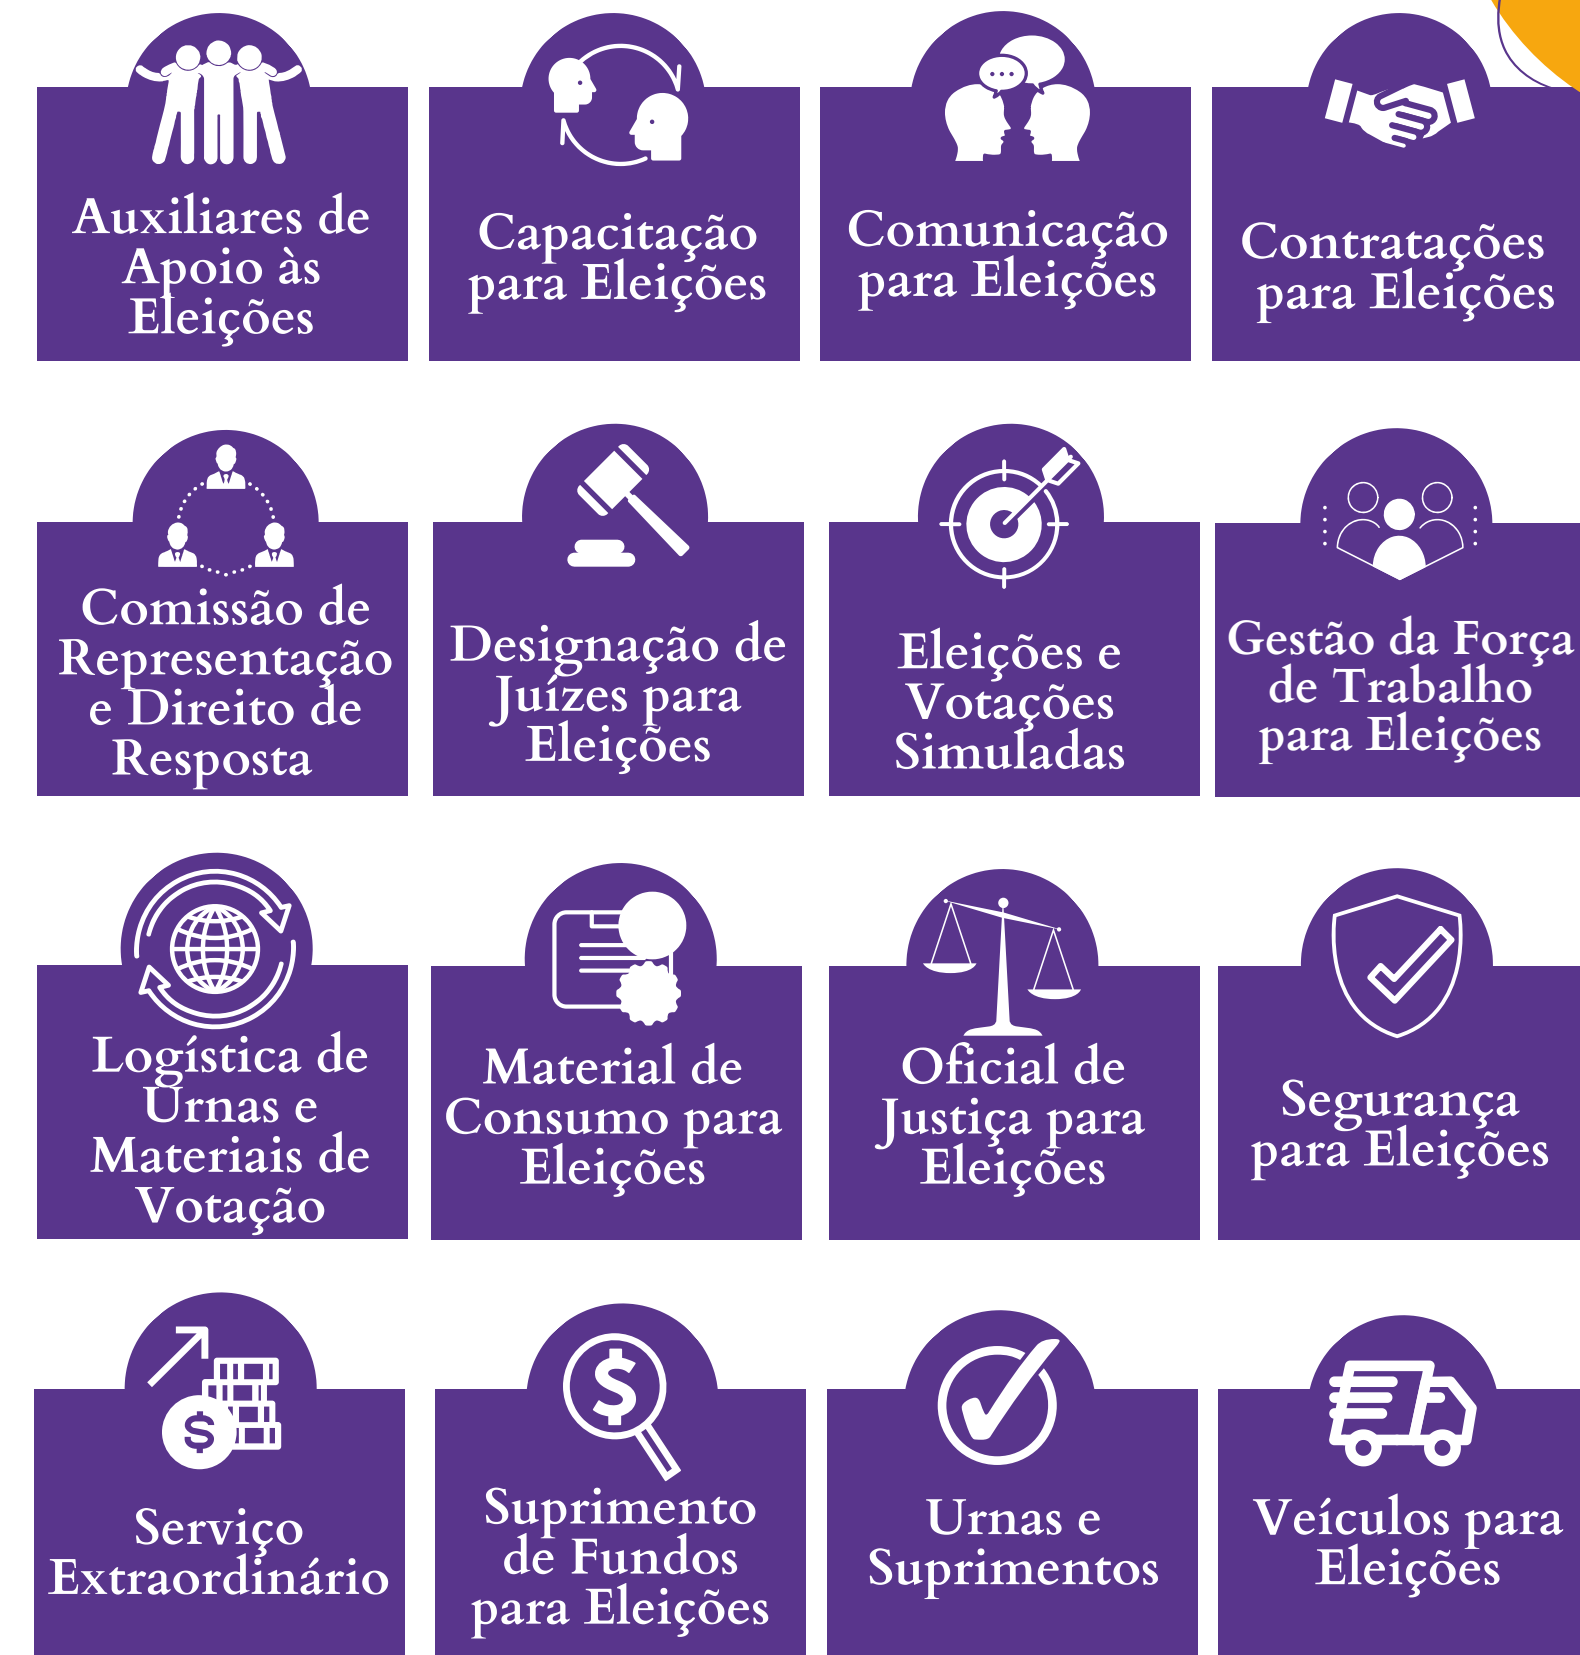 Auxiliares de
Apoio às
Eleições
Capacitação
para Eleições
Comunicação
para Eleições
Contratações
para Eleições
Comissão de
Representação
e Direito de
Resposta
Designação de
Juízes para
Eleições
Eleições e
Votações
Simuladas
Gestão da Força
de Trabalho
para Eleições
Logística de
Urnas e
Materiais de
Votação
Material de
Consumo para
Eleições
Oficial de
Justiça para
Eleições
Segurança
para Eleições
$
Serviço
Extraordinário
$
Suprimento
de Fundos
para Eleições
Urnas e
Suprimentos
Veículos para
Eleições